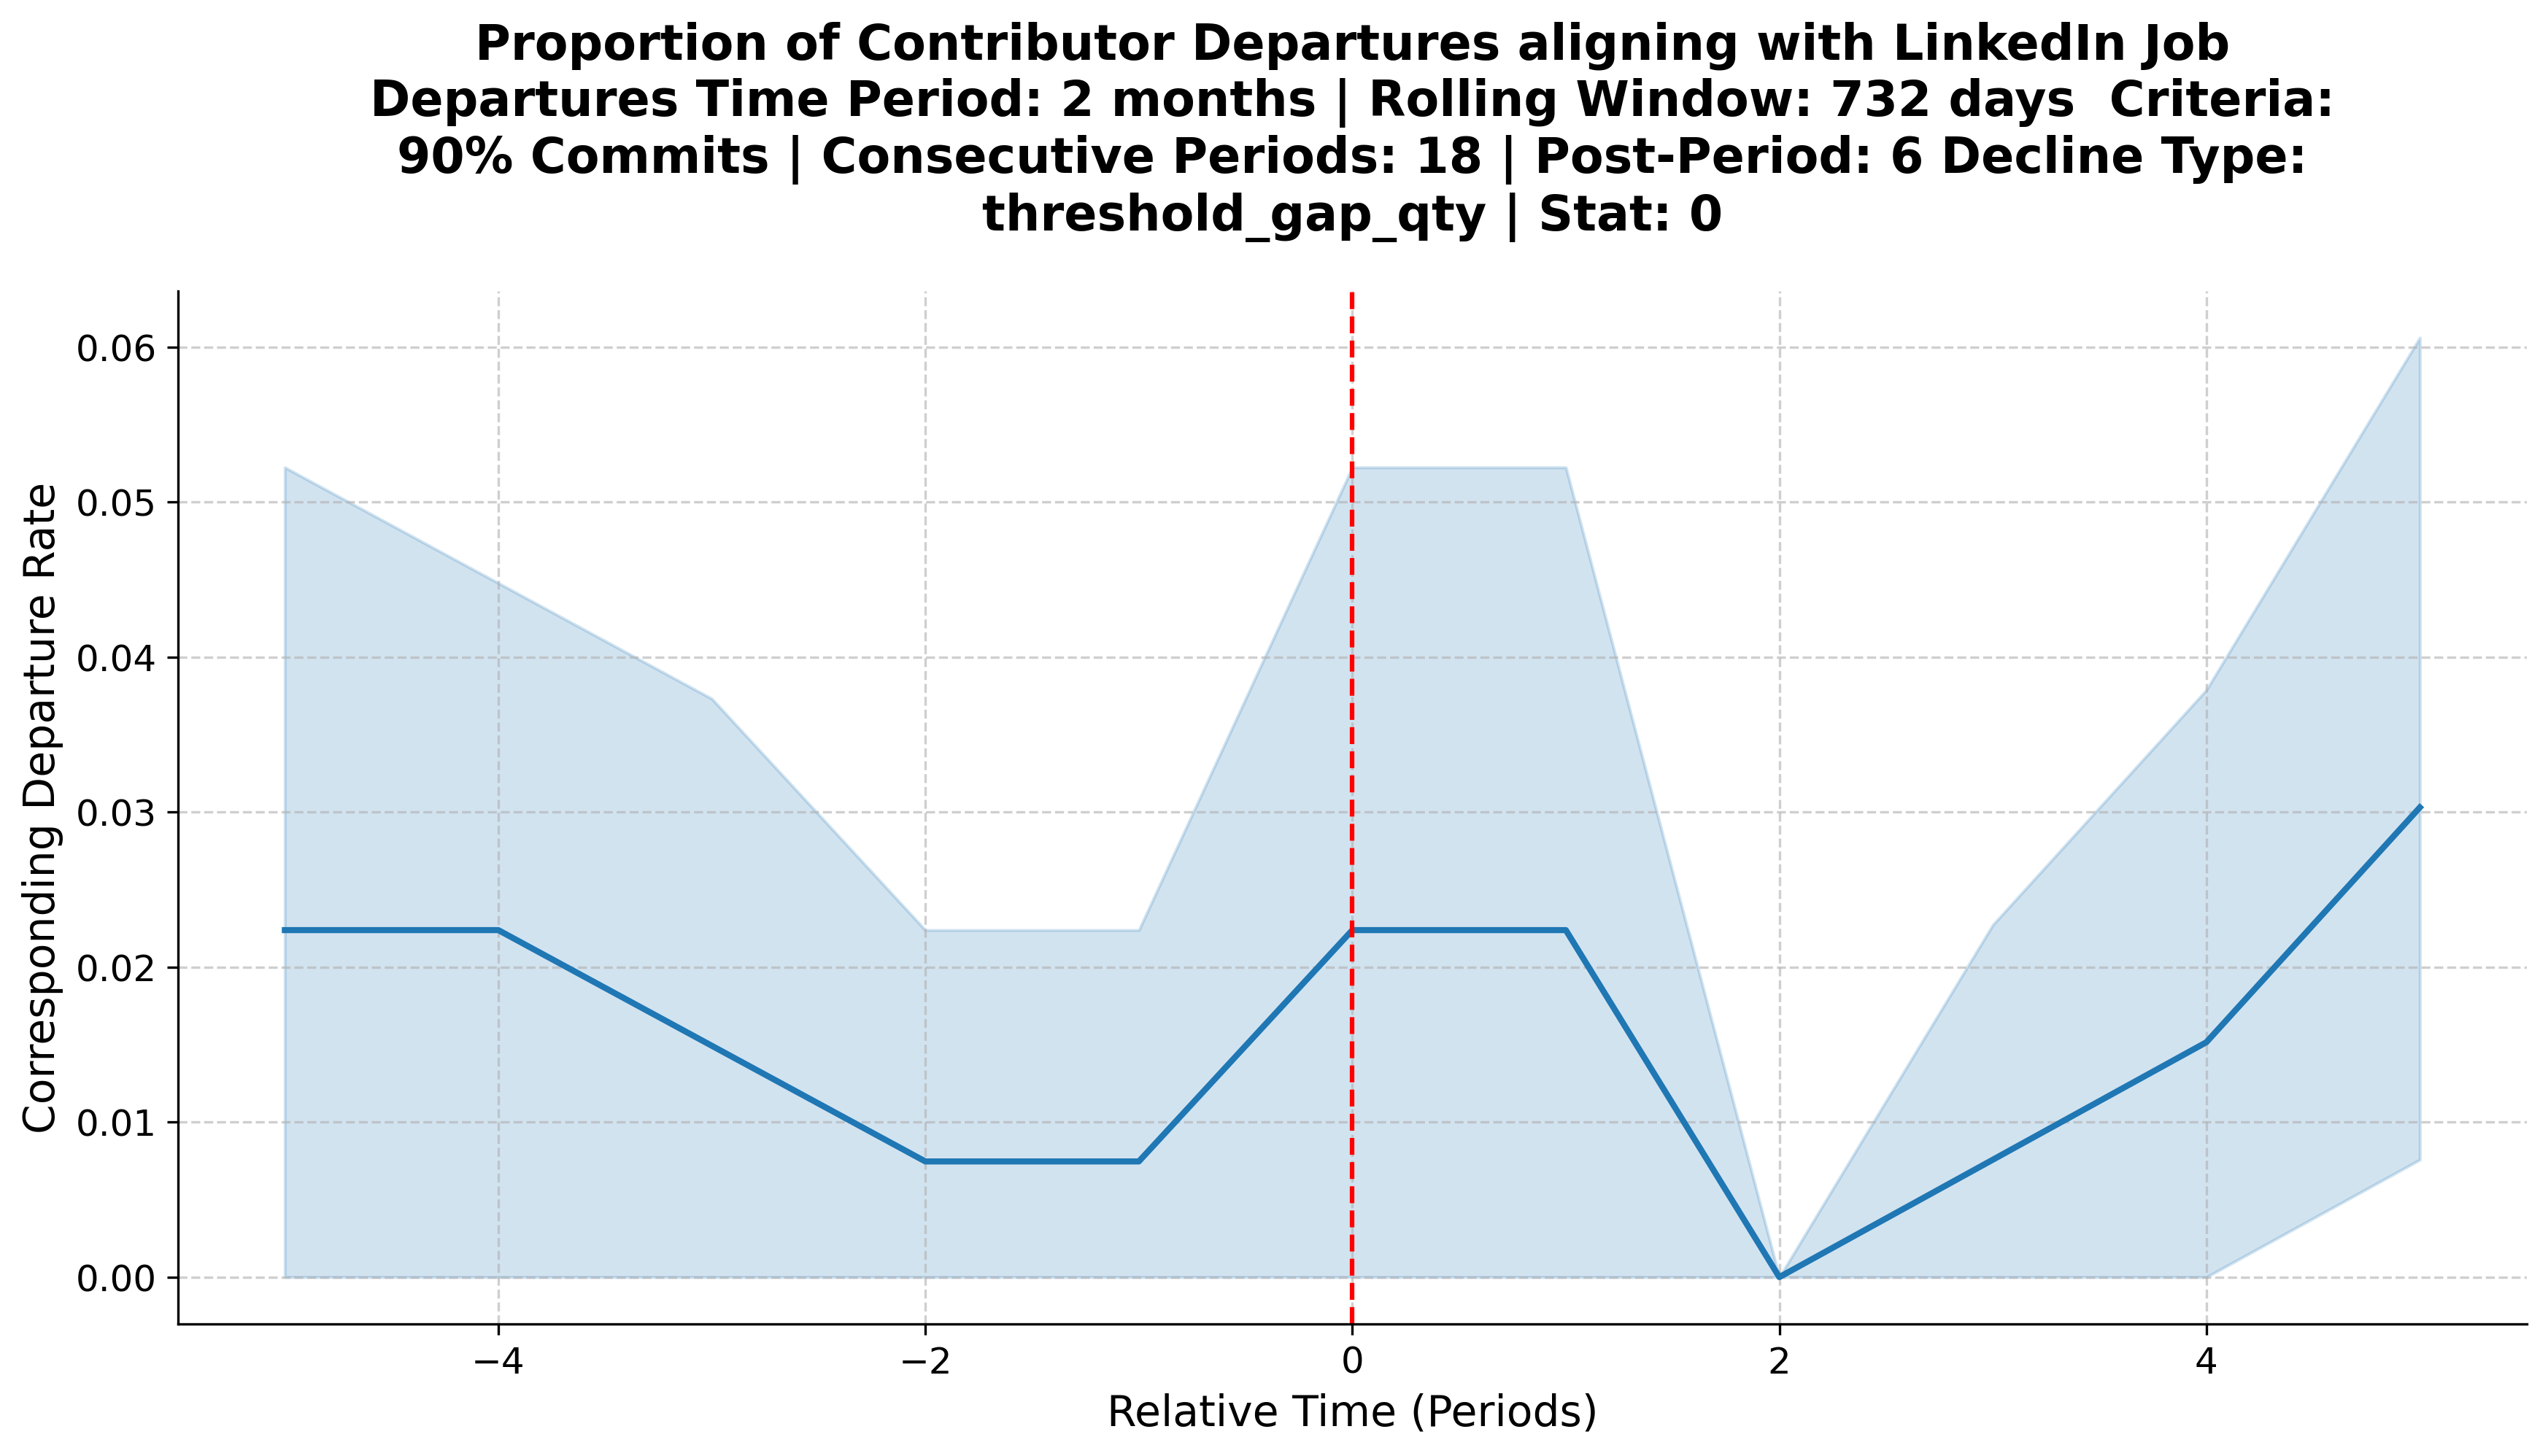 Proportion of Contributor Departures aligning with LinkedIn Job
Departures Time Period: 2 months | Rolling Window: 732 days  Criteria:
90% Commits | Consecutive Periods: 18 | Post-Period: 6 Decline Type:
threshold_gap_qty | Stat: 0
Corresponding Departure Rate
0.06
0.05
0.04
0.03
0.02
0.01
0.00
−4
−2
0
2
4
Relative Time (Periods)